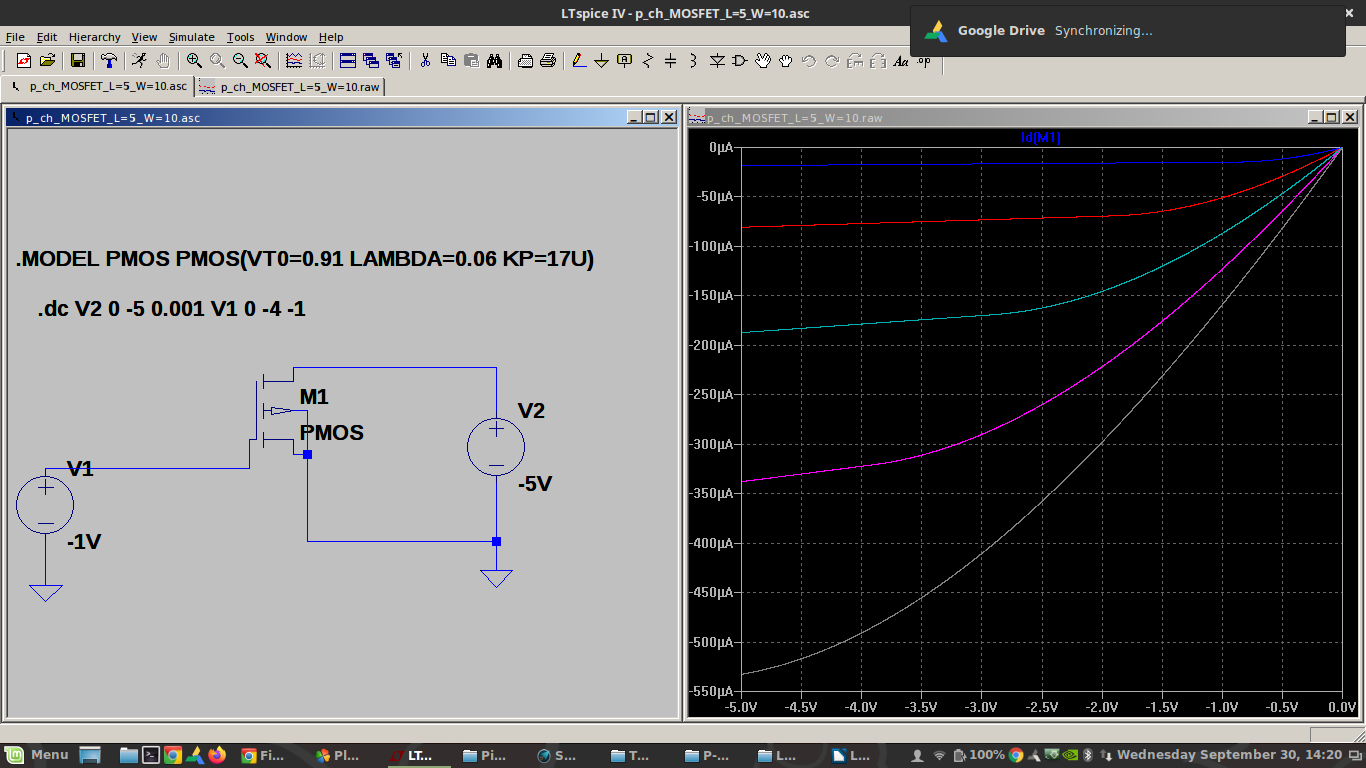 LTspice IV - p_ch_MOSFET_L=5_W=10.asc
Google Drive Synchronizing...
File Edit Hierarchy View Simulate Tools Window Help
p_ch_MOSFET_L=5_W=10.asc p_ch_MOSFET_L=5_W=10.raw
p_ch_MOSFET_L=5_W=10.asc
.MODEL PMOS PMOS(VT0=0.91 LAMBDA=0.06 KP=17U)
.dc V2 0 -5 0.001 V1 0 -4 -1
M1
PMOS
V2
-5V
V1
-1V
p_ch_MOSFET_L=5_W=10.raw
Id(M1)
0µA
-50µA
-100µA
-150µA
-200µA
-250µA
-300µA
-350µA
-400µA
-450µA
-500µA
-550µA
-5.0V -4.5V -4.0V -3.5V -3.0V -2.5V -2.0V -1.5V -1.0V -0.5V 0.0V
Menu Fi... Pl... LT... Pi... S... T... P-... L... L... 100% Wednesday September 30, 14:20